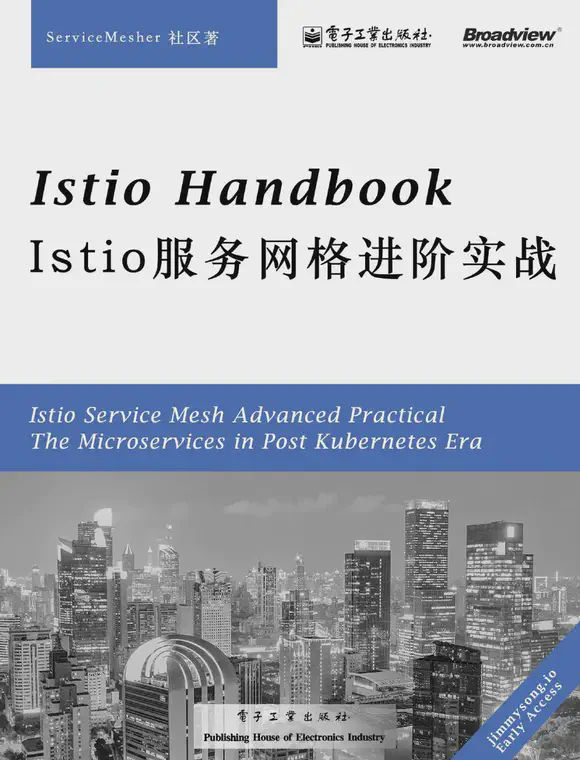 ServiceMesher 社区著
電子工業出版社.
PUBLISHING HOUSE OF ELECTRONICS INDUSTRY
Broadview®
www.broadview.com.cn
Istio Handbook
Istio服务网格进阶实战
Istio Service Mesh Advanced Practical
The Microservices in Post Kubernetes Era
jimmysong.io
Early Access
電子工業出版社.
Publishing House of Electronics Industry